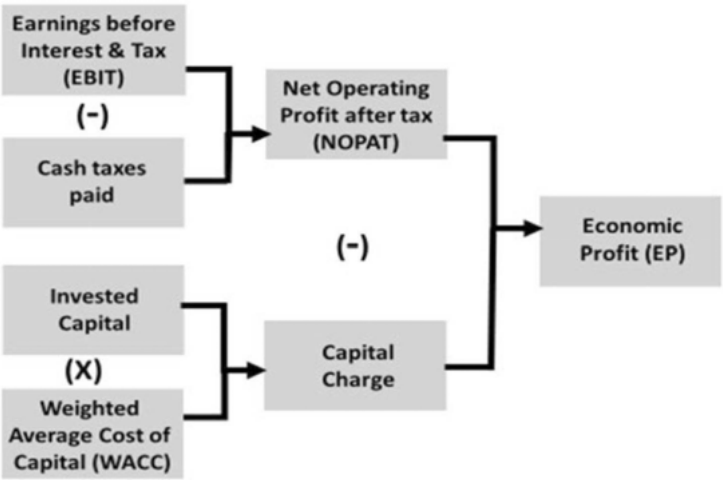 Earnings before
Interest & Tax
(EBIT)
(-)
Cash taxes
paid
Net Operating
Profit after tax
(NOPAT)
(-)
Economic
Profit (EP)
Invested
Capital
(X)
Weighted
Average Cost of
Capital (WACC)
Capital
Charge